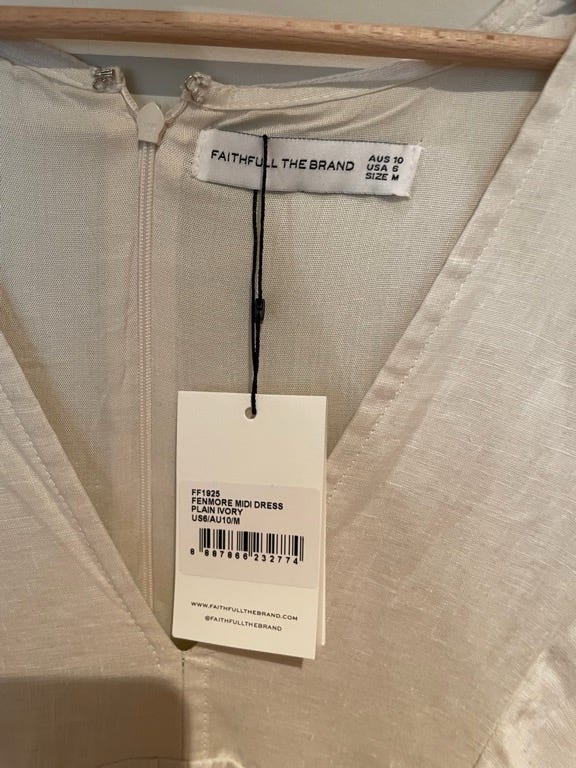 FAITHFULL THE BRAND
AUS 10
USA 6
SIZE M
FF1925
FENMORE MIDI DRESS
PLAIN IVORY
US6/AU10/M
8 887866 232774
WWW.FAITHFULLTHEBRAND.COM
@FAITHFULLTHEBRAND